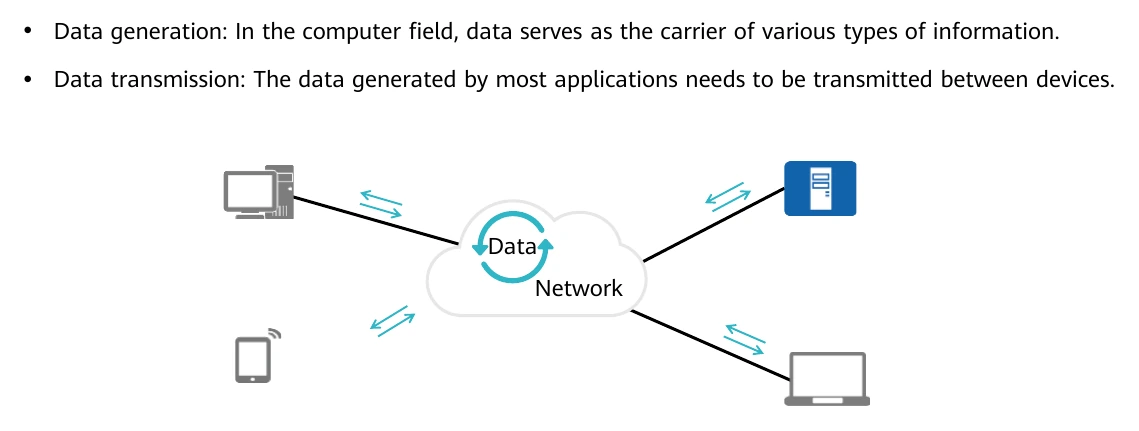 • Data generation: In the computer field, data serves as the carrier of various types of information.
• Data transmission: The data generated by most applications needs to be transmitted between devices.
Data
Network